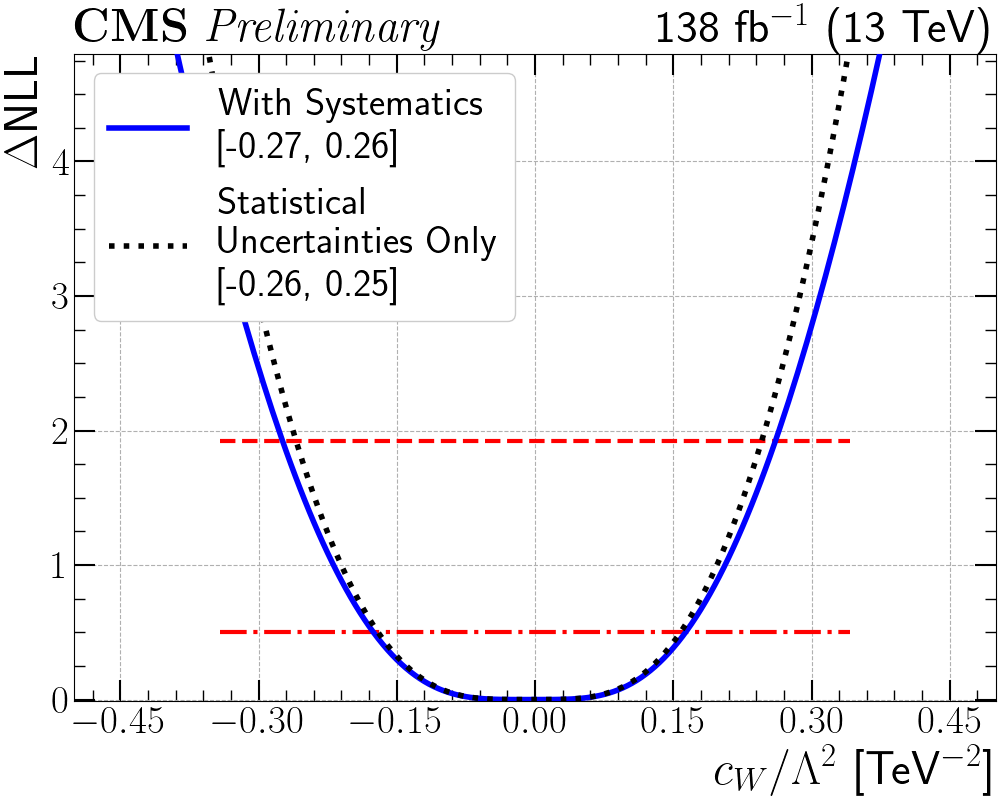 CMS Preliminary 138 fb⁻¹ (13 TeV)
ΔNLL
With Systematics
[-0.27, 0.26]
Statistical
Uncertainties Only
[-0.26, 0.25]
4
3
2
1
0
−0.45 −0.30 −0.15 0.00 0.15 0.30 0.45
c_W/Λ² [TeV⁻²]